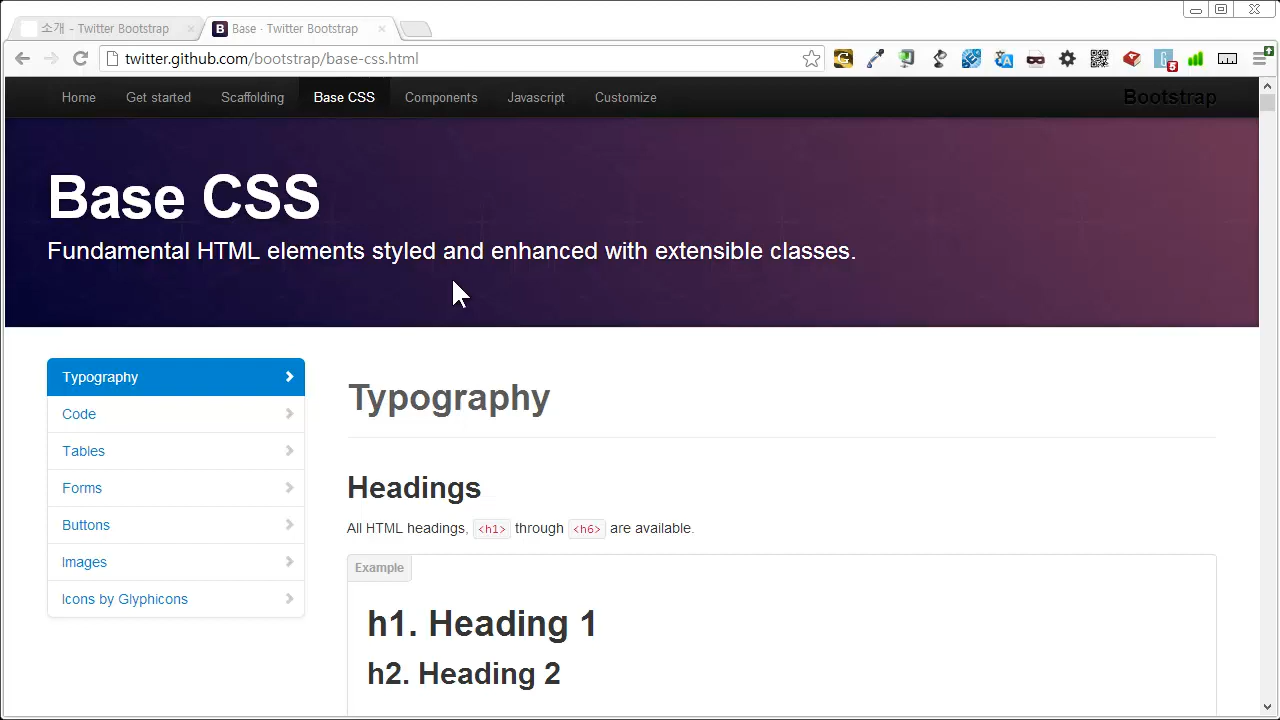 소개 - Twitter Bootstrap
Base · Twitter Bootstrap
twitter.github.com/bootstrap/base-css.html
Home Get started Scaffolding Base CSS Components Javascript Customize Bootstrap
Base CSS
Fundamental HTML elements styled and enhanced with extensible classes.
Typography
Code
Tables
Forms
Buttons
Images
Icons by Glyphicons
Typography
Headings
All HTML headings, <h1> through <h6> are available.
Example
h1. Heading 1
h2. Heading 2